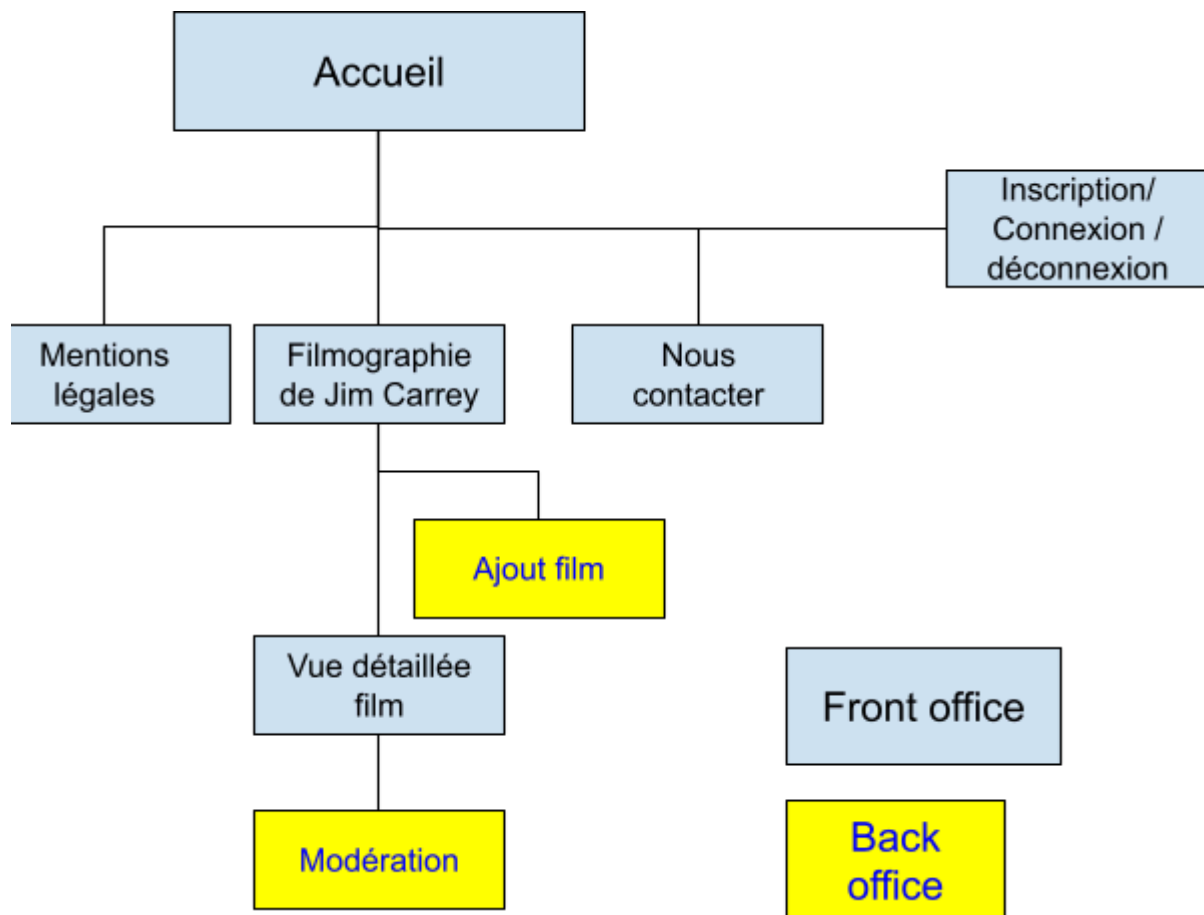 Accueil
Inscription/
Connexion /
déconnexion
Mentions
légales
Filmographie
de Jim Carrey
Nous
contacter
Ajout film
Vue détaillée
film
Front office
Modération
Back
office